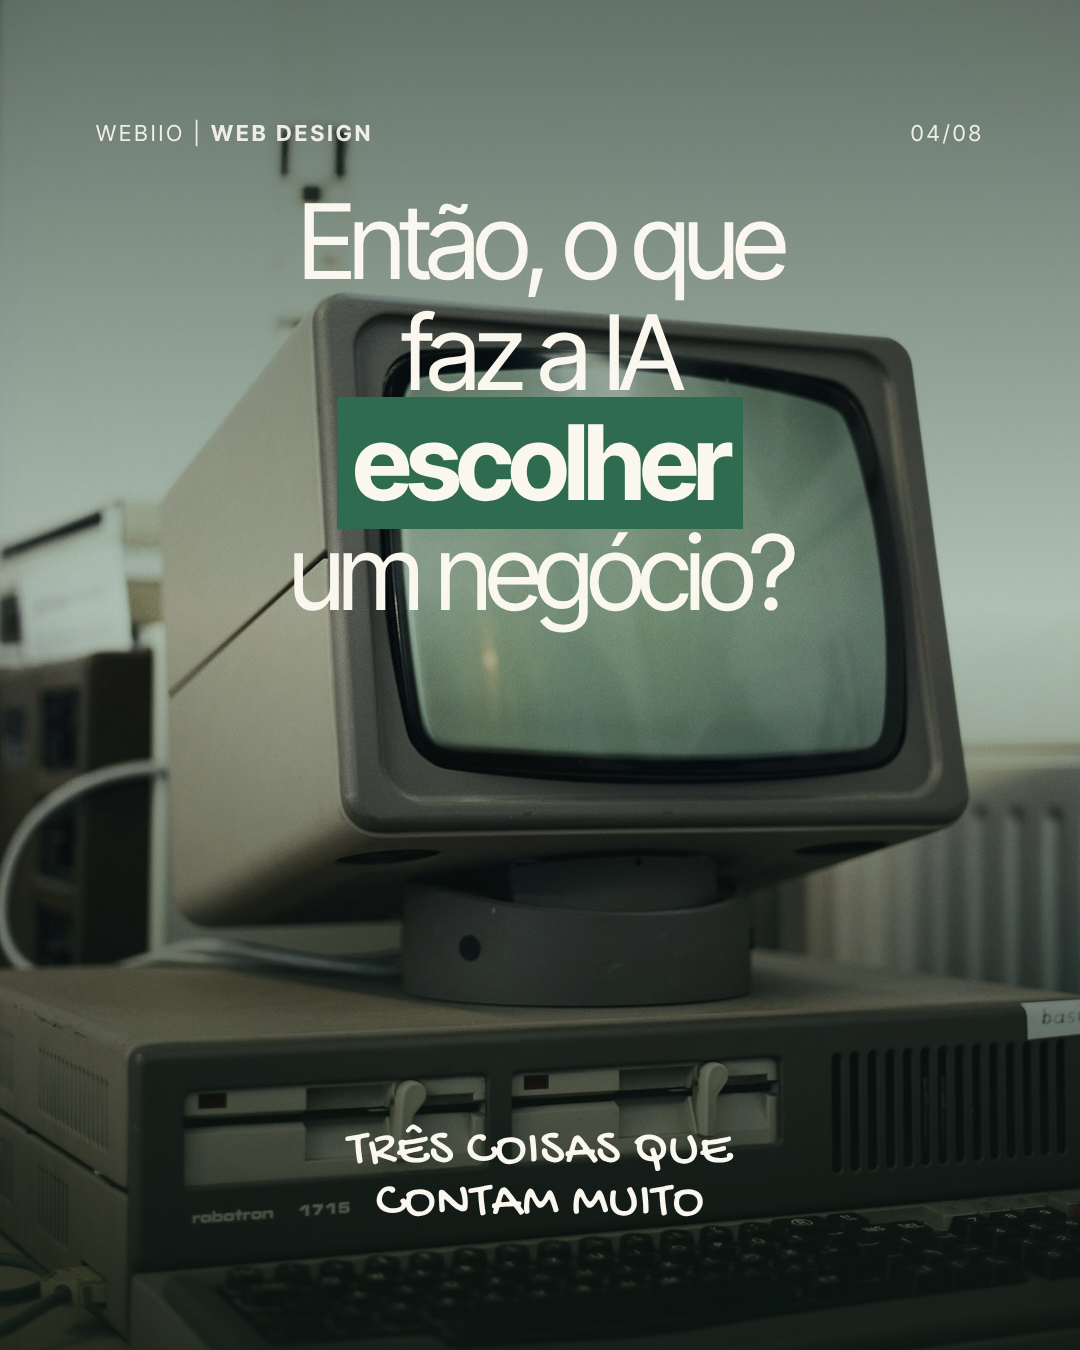 WEBIIO | WEB DESIGN
04/08
Então, o que
faz a IA
escolher
um negócio?
TRÊS COISAS QUE
CONTAM MUITO
robotron 1715